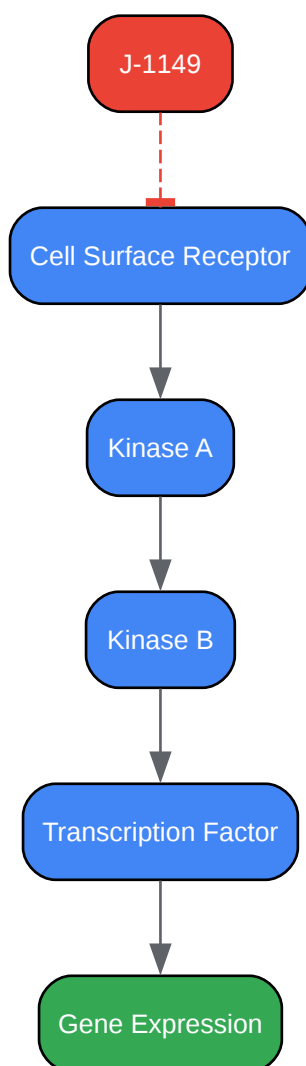 J-1149
Cell Surface Receptor
Kinase A
Kinase B
Transcription Factor
Gene Expression